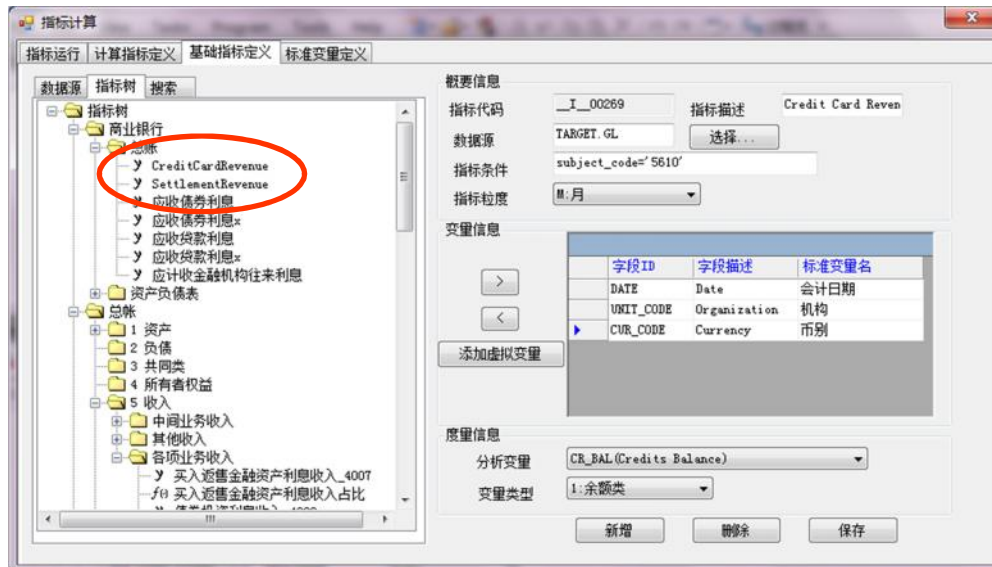 指标计算
指标运行 计算指标定义 基础指标定义 标准变量定义
数据源 指标树 搜索
指标树
商业银行
总账
y CreditCardRevenue
y SettlementRevenue
y 应收债券利息
y 应收债券利息x
y 应收贷款利息
y 应收贷款利息x
y 应计收金融机构往来利息
资产负债表
总帐
1 资产
2 负债
3 共同类
4 所有者权益
5 收入
中间业务收入
其他收入
各项业务收入
y 买入返售金融资产利息收入_4007
f() 买入返售金融资产利息收入占比
概要信息
指标代码 __I__00269 指标描述 Credit Card Reven
数据源 TARGET.GL 选择...
指标条件 subject_code='5610'
指标粒度 M:月
变量信息
字段ID 字段描述 标准变量名
DATE Date 会计日期
UNIT_CODE Organization 机构
CUR_CODE Currency 币别
>
<
添加虚拟变量
度量信息
分析变量 CR_BAL(Credits Balance)
变量类型 1:余额类
新增 删除 保存